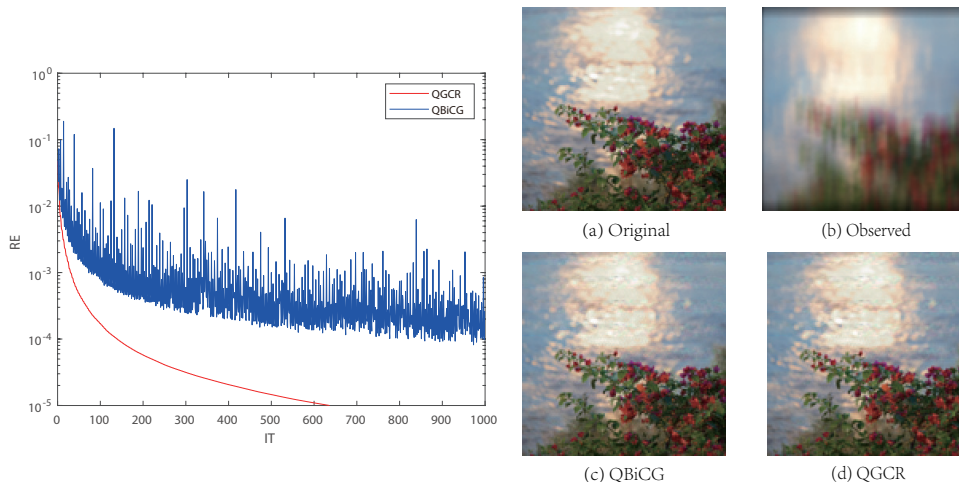 10^0
10^-1
10^-2
10^-3
10^-4
10^-5
RE
0 100 200 300 400 500 600 700 800 900 1000
IT
QGCR
QBiCG
(a) Original
(b) Observed
(c) QBiCG
(d) QGCR